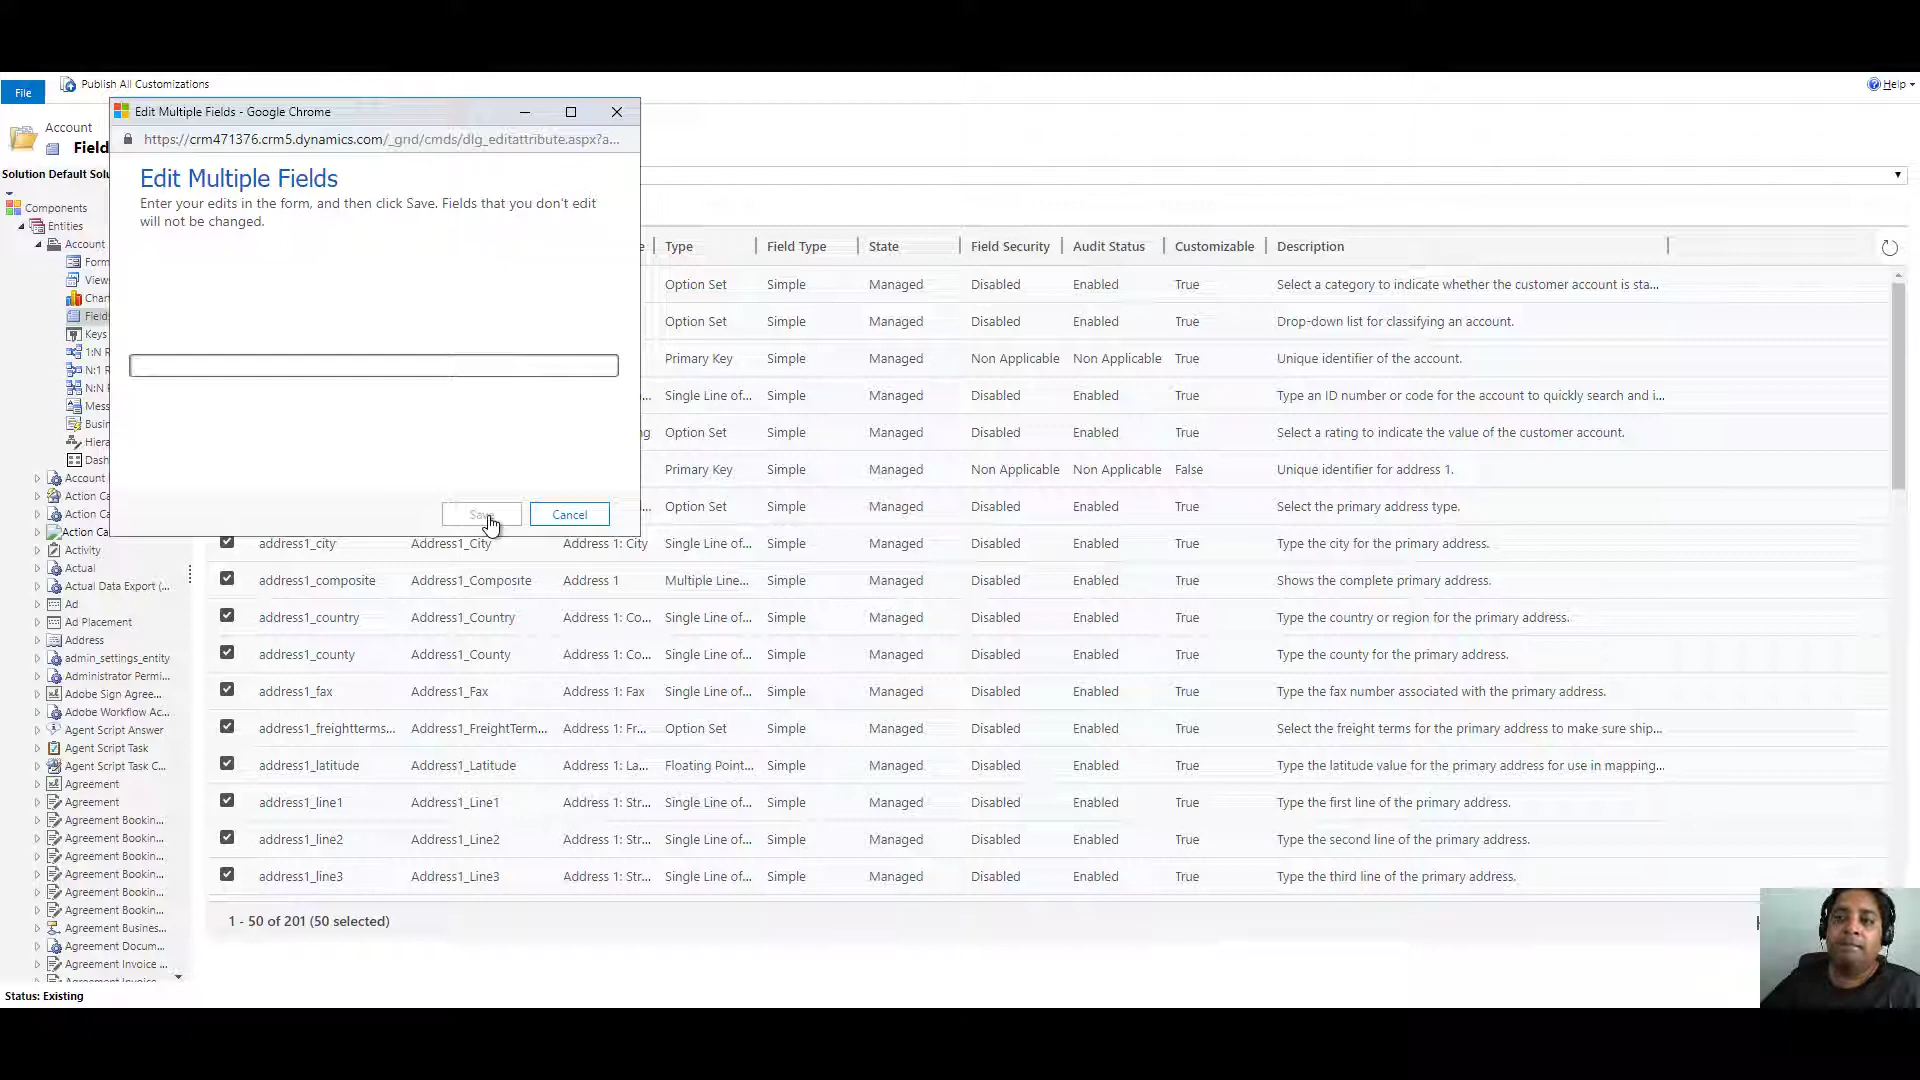 File
Publish All Customizations
Help
Account
Field
Solution Default Solu
Edit Multiple Fields - Google Chrome
https://crm471376.crm5.dynamics.com/_grid/cmds/dlg_editattribute.aspx?a...
Edit Multiple Fields
Enter your edits in the form, and then click Save. Fields that you don't edit
will not be changed.
Save
Cancel
Components
Entities
Account
Form
Views
Chart
Fields
Keys
1:N R
N:1 R
N:N R
Mess
Busin
Hiera
Dash
Account
Action Ca
Action Ca
Action Ca
Activity
Actual
Actual Data Export (...
Ad
Ad Placement
Address
admin_settings_entity
Administrator Permi...
Adobe Sign Agree...
Adobe Workflow Ac...
Agent Script Answer
Agent Script Task
Agent Script Task C...
Agreement
Agreement
Agreement Bookin...
Agreement Bookin...
Agreement Bookin...
Agreement Bookin...
Agreement Bookin...
Agreement Bookin...
Agreement Busines...
Agreement Docum...
Agreement Invoice ...
Agreement Invoice
Type Field Type State Field Security Audit Status Customizable Description
Option Set Simple Managed Disabled Enabled True Select a category to indicate whether the customer account is sta...
Option Set Simple Managed Disabled Enabled True Drop-down list for classifying an account.
Primary Key Simple Managed Non Applicable Non Applicable True Unique identifier of the account.
Single Line of... Simple Managed Disabled Enabled True Type an ID number or code for the account to quickly search and i...
Option Set Simple Managed Disabled Enabled True Select a rating to indicate the value of the customer account.
Primary Key Simple Managed Non Applicable Non Applicable False Unique identifier for address 1.
Option Set Simple Managed Disabled Enabled True Select the primary address type.
address1_city Address1_City Address 1: City Single Line of... Simple Managed Disabled Enabled True Type the city for the primary address.
address1_composite Address1_Composite Address 1 Multiple Line... Simple Managed Disabled Enabled True Shows the complete primary address.
address1_country Address1_Country Address 1: Co... Single Line of... Simple Managed Disabled Enabled True Type the country or region for the primary address.
address1_county Address1_County Address 1: Co... Single Line of... Simple Managed Disabled Enabled True Type the county for the primary address.
address1_fax Address1_Fax Address 1: Fax Single Line of... Simple Managed Disabled Enabled True Type the fax number associated with the primary address.
address1_freightterms... Address1_FreightTerm... Address 1: Fr... Option Set Simple Managed Disabled Enabled True Select the freight terms for the primary address to make sure ship...
address1_latitude Address1_Latitude Address 1: La... Floating Point... Simple Managed Disabled Enabled True Type the latitude value for the primary address for use in mapping...
address1_line1 Address1_Line1 Address 1: Str... Single Line of... Simple Managed Disabled Enabled True Type the first line of the primary address.
address1_line2 Address1_Line2 Address 1: Str... Single Line of... Simple Managed Disabled Enabled True Type the second line of the primary address.
address1_line3 Address1_Line3 Address 1: Str... Single Line of... Simple Managed Disabled Enabled True Type the third line of the primary address.
1 - 50 of 201 (50 selected)
Status: Existing